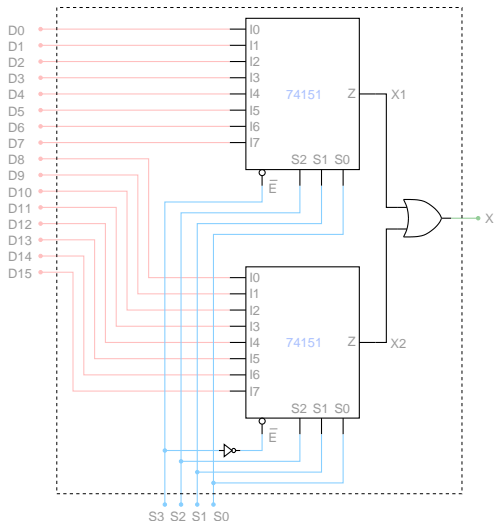 D0
D1
D2
D3
D4
D5
D6
D7
D8
D9
D10
D11
D12
D13
D14
D15
I0
I1
I2
I3
I4
I5
I6
I7
74151
Z
X1
S2 S1 S0
E̅
X
I0
I1
I2
I3
I4
I5
I6
I7
74151
Z
X2
S2 S1 S0
E̅
S3 S2 S1 S0